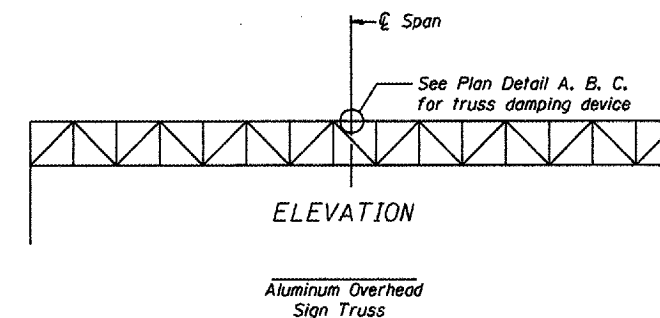 ℄ Span
See Plan Detail A. B. C.
for truss damping device
ELEVATION
Aluminum Overhead
Sign Truss